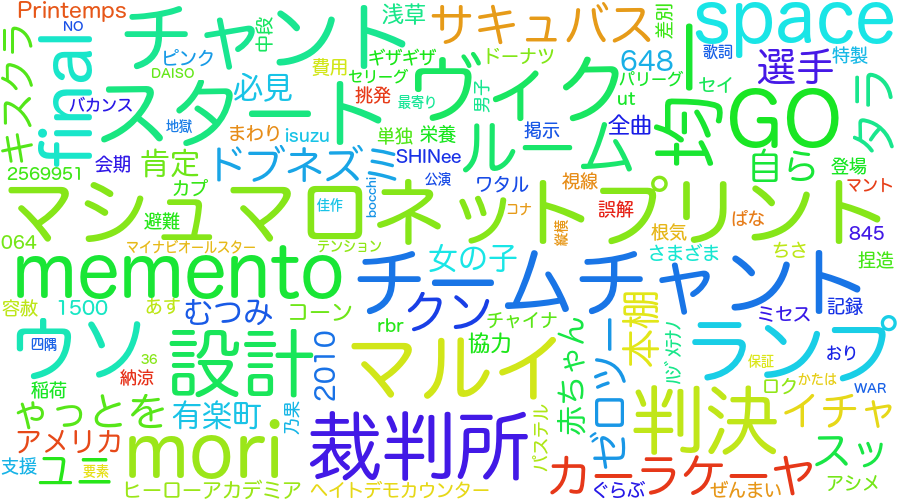 Printemps
NO
チャント
サキュバス
space
浅草
中段
差別
歌詞
final
キスクラ
ピンク
DAISO
ギザギザ
ドーナツ
648
選手
特製
セリーグ
パリーグ
費用
バカンス
スタート
必見
挑発
最寄り
男子
ut
セイ
ヴィクルーム
均一
GO
タラ
地獄
まわり
isuzu
単独
栄養
掲示
全曲
会期
肯定
ドブネズミ
SHINee
自ら
登場
2569951
カプ
公演
ワタル
視線
マント
bocchi
マシュマロネットプリント
佳作
コナ
誤解
ぱな
避難
縦横
根気
845
064
マイナビオールスター
テンション
さまざま
ちさ
捏造
memento
女の子
チームチャント
容赦
1500
あす
むつみ
コーン
クン
チャイナ
本棚
ミセス
記録
rbr
ウソ
四隅
36
設計
2010
マルイ
協力
赤ちゃん
ゼロツー
ﾊｼﾞﾒﾃﾉ
ランプ
保証
おり
稲荷
納涼
ロク
かたは
WAR
やっとを
有楽町
乃果
裁判所
パステル
判決
イチャ
アメリカ
mori
スッ
支援
ユニ
要素
カーラケーヤ
アシメ
ヒーローアカデミア
ヘイトデモカウンター
ぐらぶ
ぜんまい